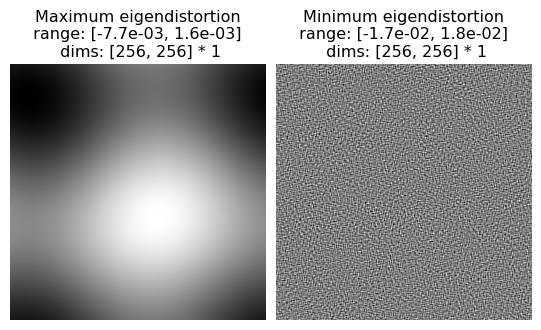 Maximum eigendistortion
range: [-7.7e-03, 1.6e-03]
dims: [256, 256] * 1
Minimum eigendistortion
range: [-1.7e-02, 1.8e-02]
dims: [256, 256] * 1